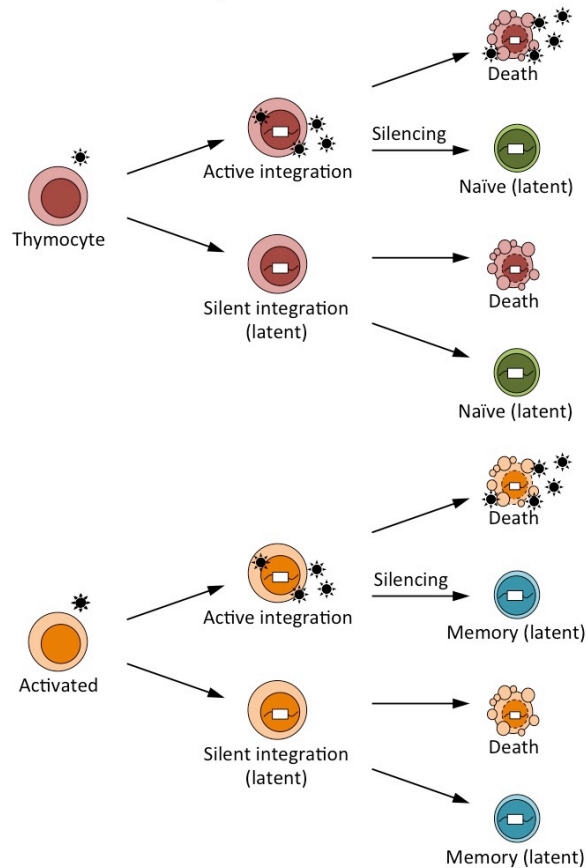 Death
Silencing
Active integration
Naïve (latent)
Thymocyte
Silent integration
(latent)
Death
Naïve (latent)
Death
Silencing
Active integration
Memory (latent)
Activated
Silent integration
(latent)
Death
Memory (latent)